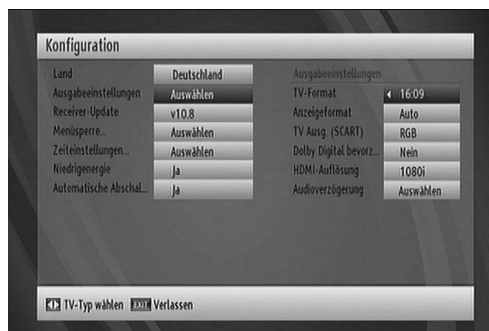 Konfiguration
Land Deutschland
Ausgabeeinstellungen Auswählen
Receiver-Update v10.8
Menüsperre... Auswählen
Zeiteinstellungen... Auswählen
Niedrigenergie Ja
Automatische Abschal... Ja
Ausgabeeinstellungen
TV-Format 16:09
Anzeigeformat Auto
TV Ausg. (SCART) RGB
Dolby Digital bevorz... Nein
HDMI-Auflösung 1080i
Audioverzögerung Auswählen
TV-Typ wählen EXIT Verlassen